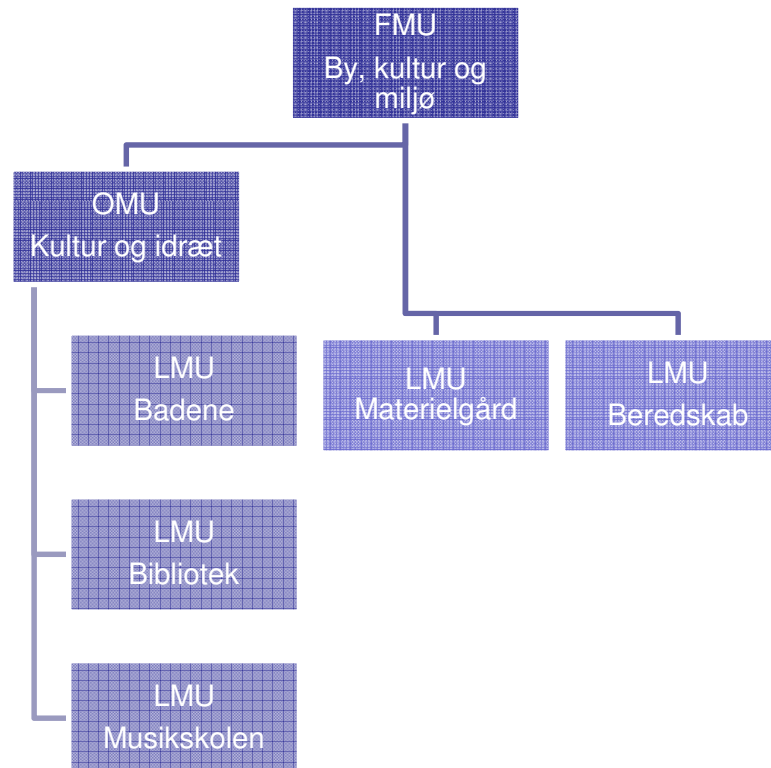 FMU
By, kultur og
miljø
OMU
Kultur og idræt
LMU
Badene
LMU
Materielgård
LMU
Beredskab
LMU
Bibliotek
LMU
Musikskolen